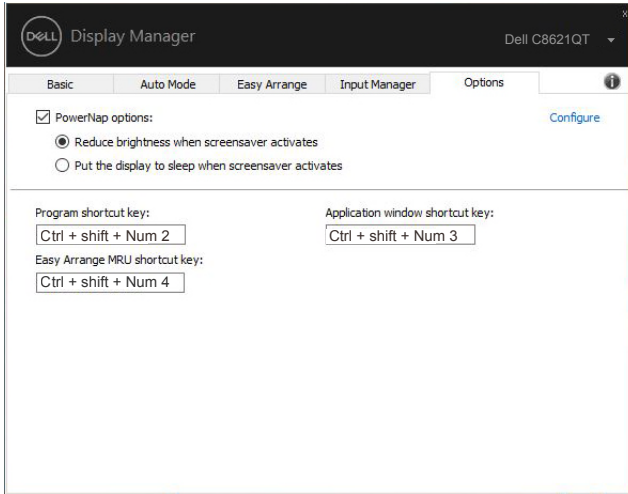 x
DELL Display Manager Dell C8621QT
Basic Auto Mode Easy Arrange Input Manager Options i
PowerNap options: Configure
Reduce brightness when screensaver activates
Put the display to sleep when screensaver activates
Program shortcut key: Application window shortcut key:
Ctrl + shift + Num 2 Ctrl + shift + Num 3
Easy Arrange MRU shortcut key:
Ctrl + shift + Num 4